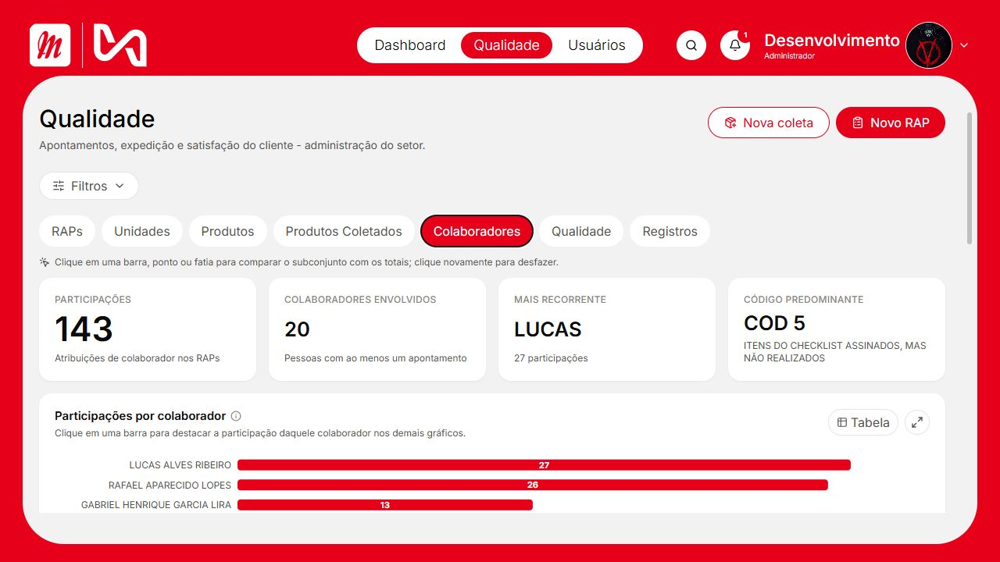 Dashboard
Qualidade
Usuários
1
Desenvolvimento
Administrador
Qualidade
Apontamentos, expedição e satisfação do cliente - administração do setor.
Nova coleta
Novo RAP
Filtros
RAPs
Unidades
Produtos
Produtos Coletados
Colaboradores
Qualidade
Registros
Clique em uma barra, ponto ou fatia para comparar o subconjunto com os totais; clique novamente para desfazer.
PARTICIPAÇÕES
143
Atribuições de colaborador nos RAPs
COLABORADORES ENVOLVIDOS
20
Pessoas com ao menos um apontamento
MAIS RECORRENTE
LUCAS
27 participações
CÓDIGO PREDOMINANTE
COD 5
ITENS DO CHECKLIST ASSINADOS, MAS
NÃO REALIZADOS
Participações por colaborador
Clique em uma barra para destacar a participação daquele colaborador nos demais gráficos.
Tabela
LUCAS ALVES RIBEIRO
27
RAFAEL APARECIDO LOPES
26
GABRIEL HENRIQUE GARCIA LIRA
13